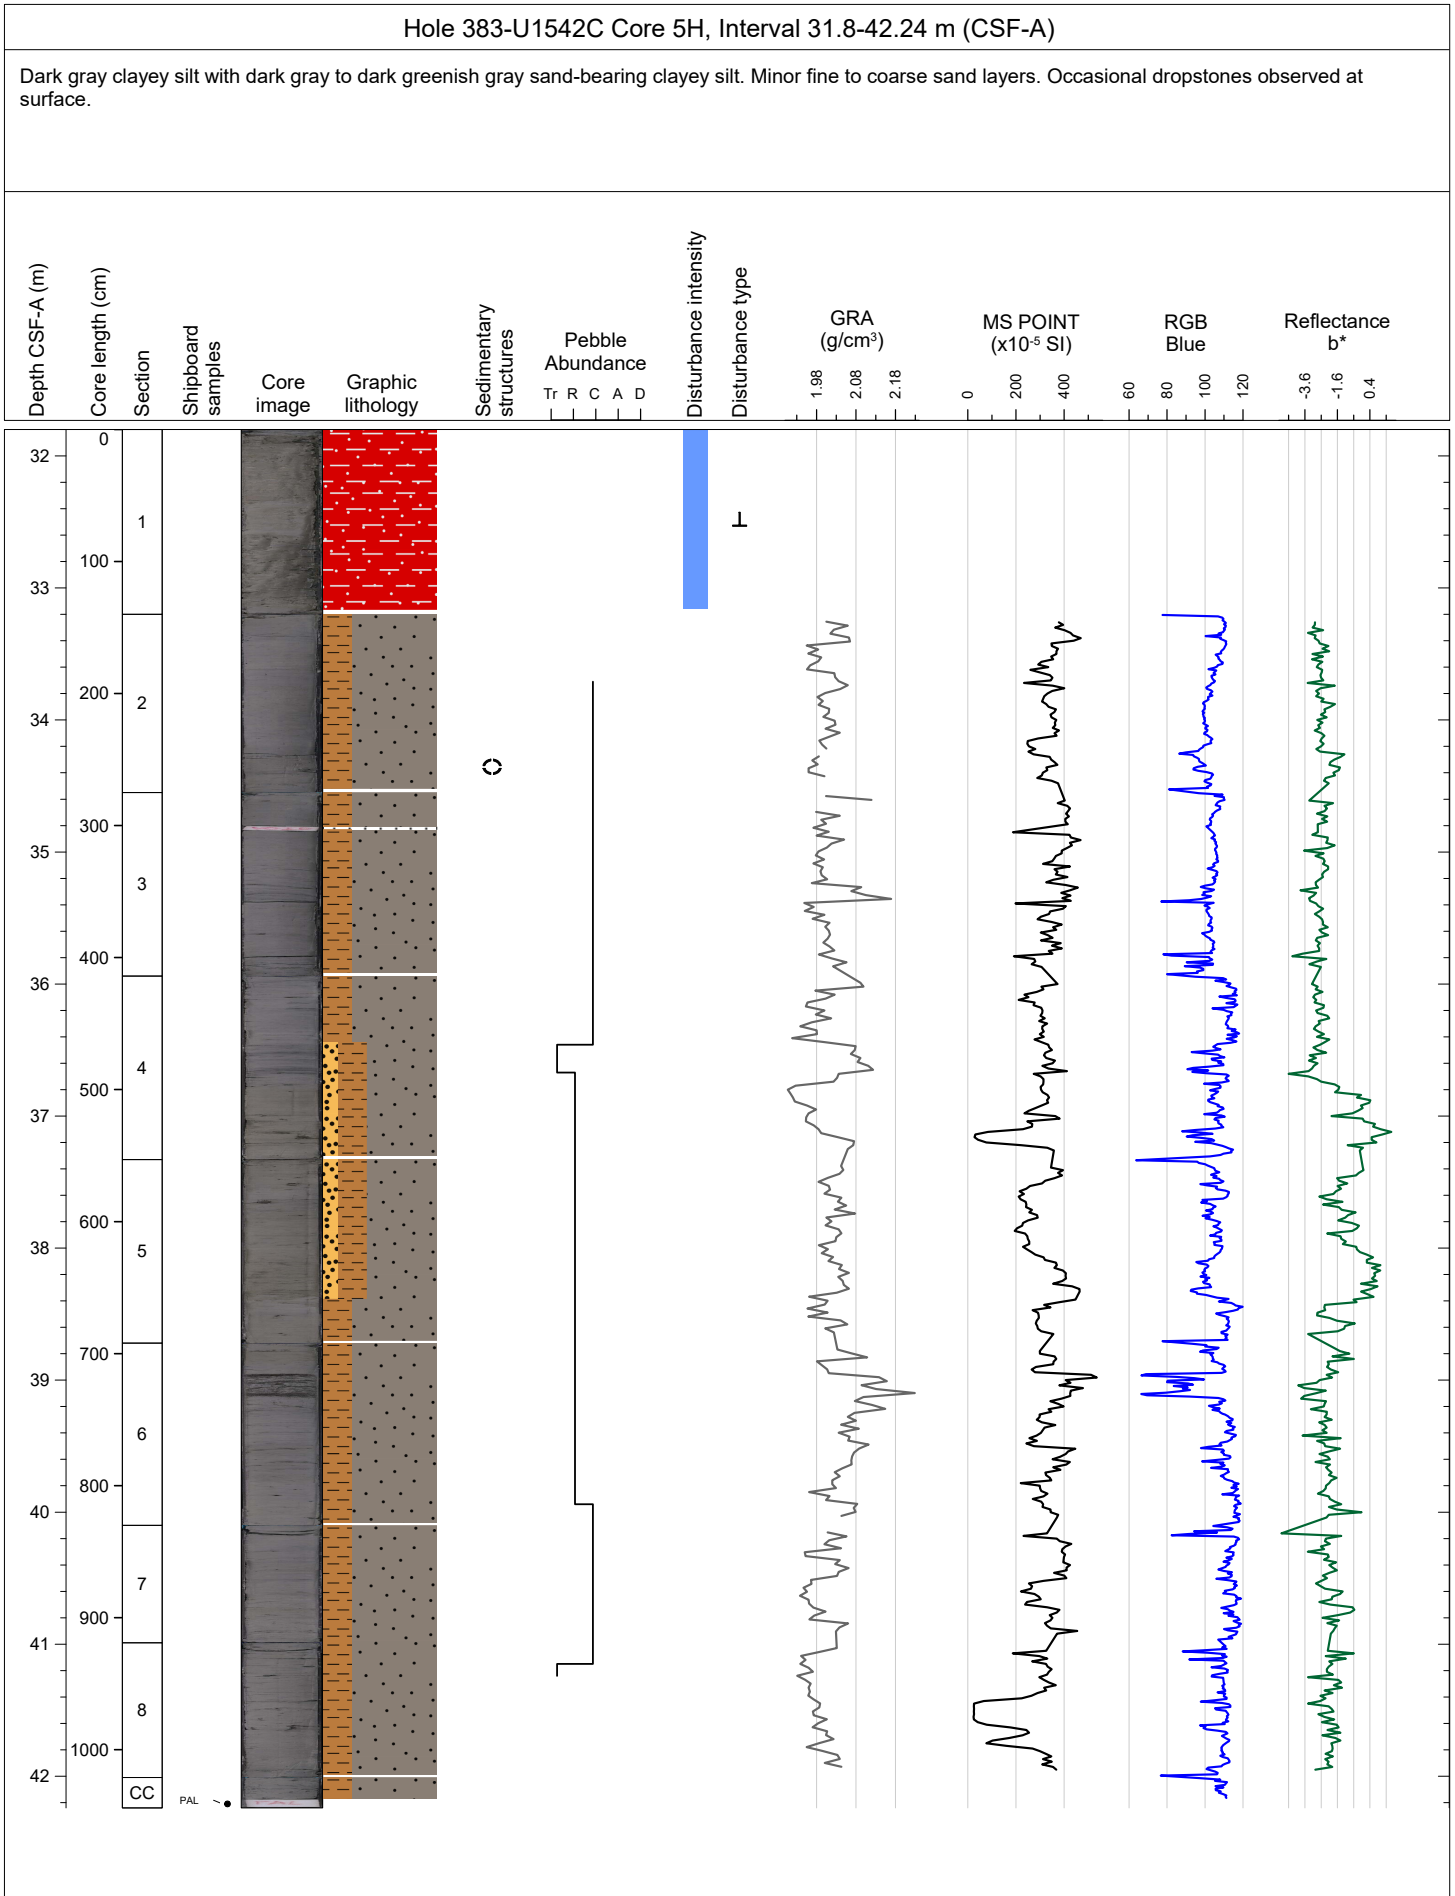 Hole 383-U1542C Core 5H, Interval 31.8-42.24 m (CSF-A)
Dark gray clayey silt with dark gray to dark greenish gray sand-bearing clayey silt. Minor fine to coarse sand layers. Occasional dropstones observed at
surface.
Depth CSF-A (m)
Core length (cm)
Section
Shipboard
samples
Core
image
Graphic
lithology
Sedimentary
structures
Pebble
Abundance
Tr R C A D
Disturbance intensity
Disturbance type
GRA
(g/cm³)
1.98 2.08 2.18
MS POINT
(x10⁻⁵ SI)
0 200 400
RGB
Blue
60 80 100 120
Reflectance
b*
-3.6 -1.6 0.4
0
32
1
100
33
200
2
34
300
35
3
400
36
4
500
37
600
38
5
700
39
6
800
40
7
900
41
8
1000
42
CC
PAL